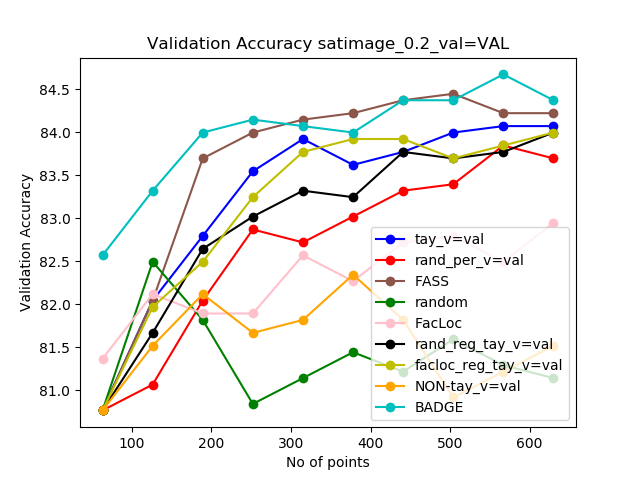 Validation Accuracy satimage_0.2_val=VAL
Validation Accuracy
84.5
84.0
83.5
83.0
82.5
82.0
81.5
81.0
100
200
300
400
500
600
No of points
tay_v=val
rand_per_v=val
FASS
random
FacLoc
rand_reg_tay_v=val
facloc_reg_tay_v=val
NON-tay_v=val
BADGE